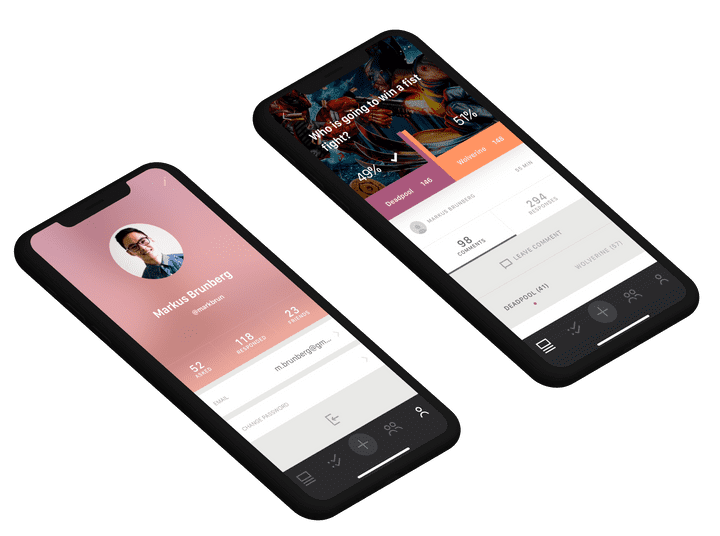 Markus Brunberg
@markbrun
52
ASKED
118
RESPONSED
23
FRIENDS
EMAIL
m.brunberg@gm...
CHANGE PASSWORD
Who is going to win a fist
fight?
49%
51%
Deadpool 146
Wolverine 148
MARKUS BRUNBERG
55 MIN
98
COMMENTS
294
RESPONSES
LEAVE COMMENT
DEADPOOL (41)
WOLVERINE (57)